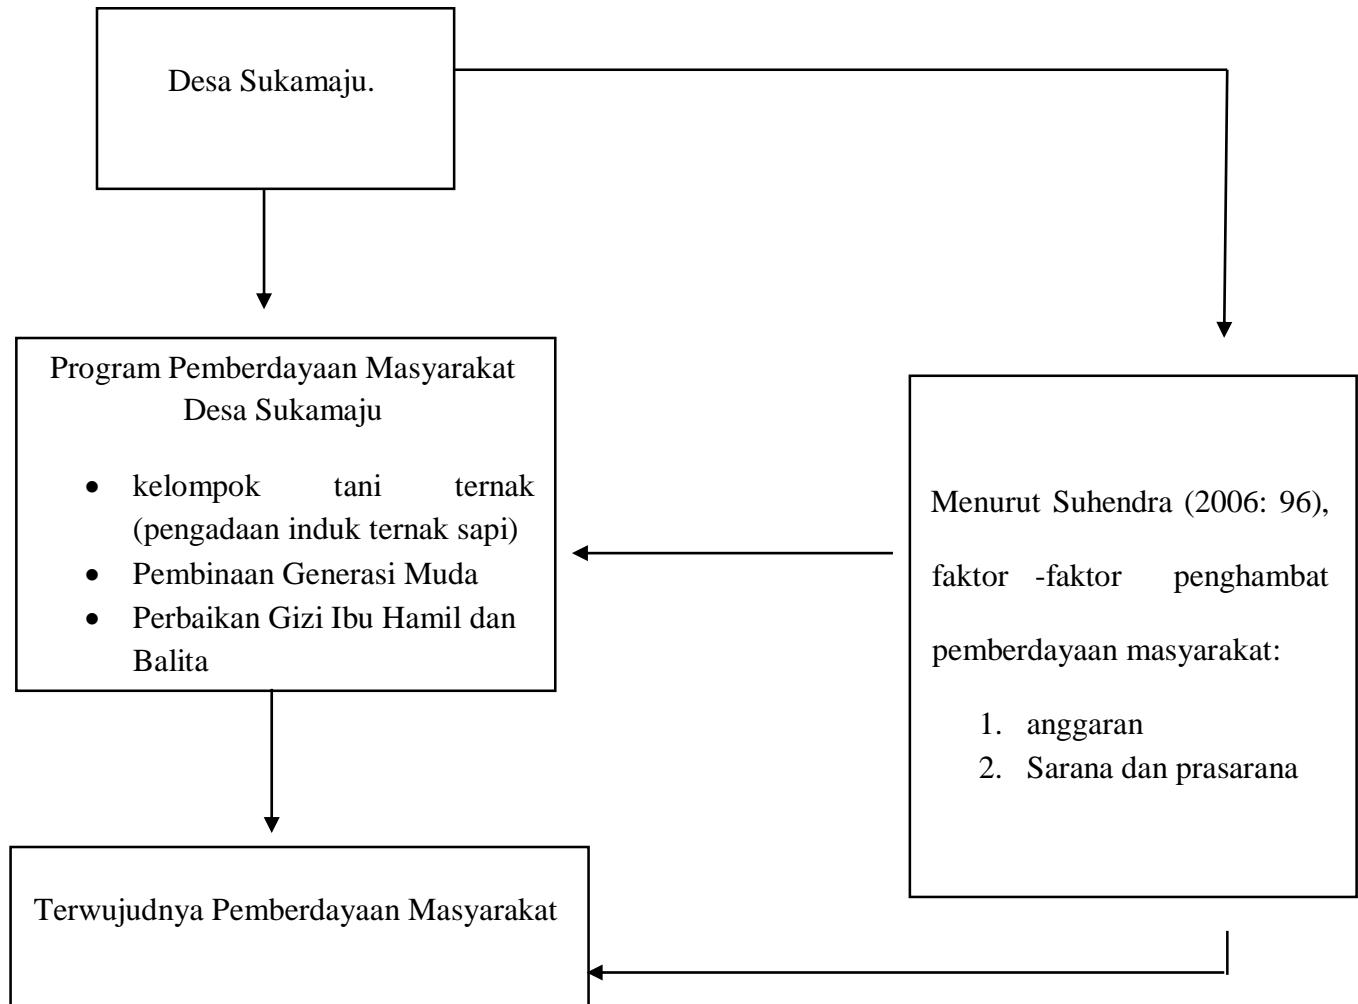 Desa Sukamaju.
Program Pemberdayaan Masyarakat
Desa Sukamaju
• kelompok tani ternak
(pengadaan induk ternak sapi)
• Pembinaan Generasi Muda
• Perbaikan Gizi Ibu Hamil dan
Balita
Menurut Suhendra (2006: 96),
faktor -faktor penghambat
pemberdayaan masyarakat:
1. anggaran
2. Sarana dan prasarana
Terwujudnya Pemberdayaan Masyarakat